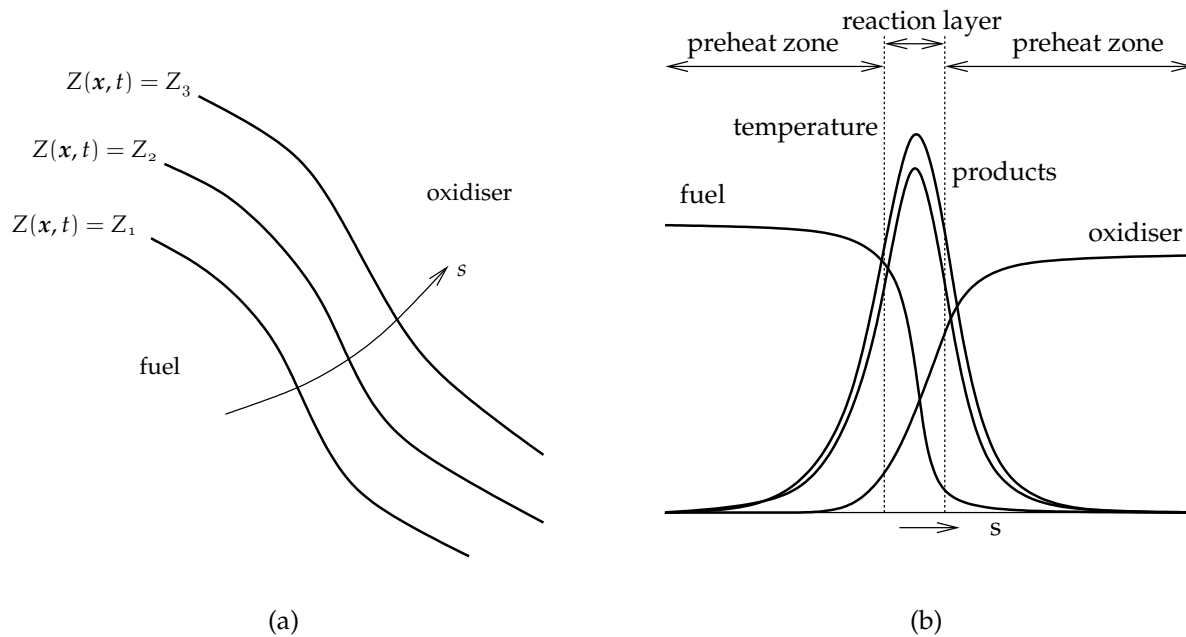 Z(x, t) = Z₃
Z(x, t) = Z₂
Z(x, t) = Z₁
oxidiser
s
fuel
(a)
reaction layer
preheat zone
preheat zone
temperature
products
fuel
oxidiser
s
(b)